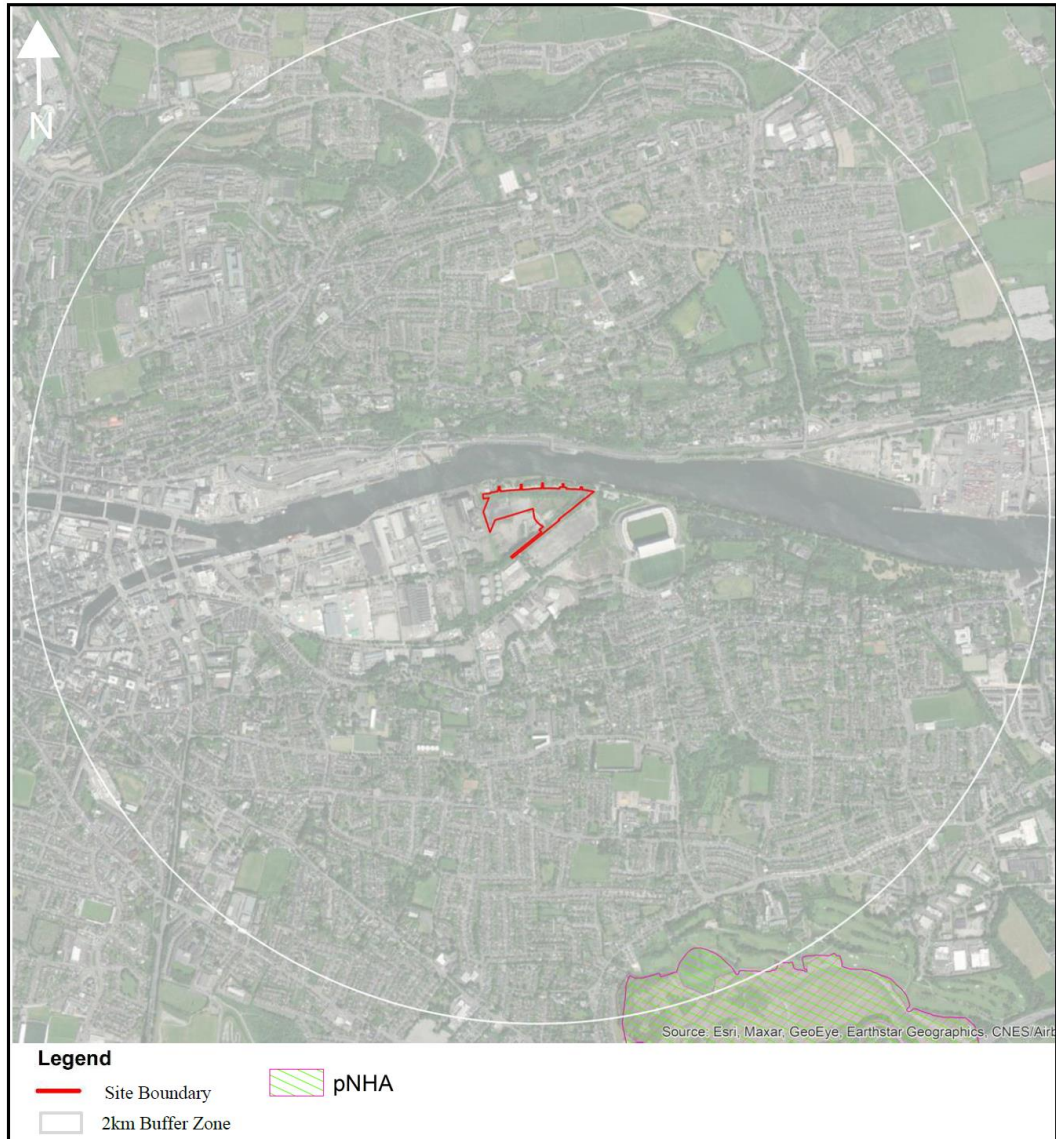 N
Source: Esri, Maxar, GeoEye, Earthstar Geographics, CNES/Airb
Legend
Site Boundary
pNHA
2km Buffer Zone